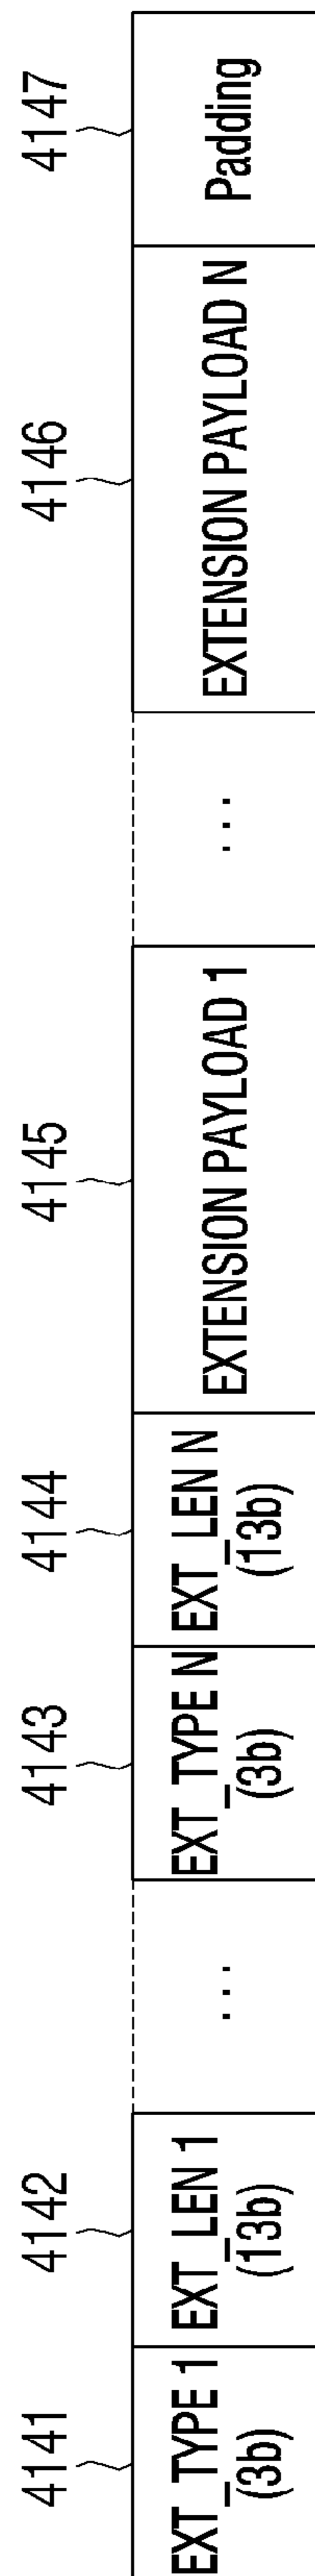 4141
4142
4143
4144
4145
4146
4147
EXT_TYPE 1
(3b)
EXT_LEN 1
(13b)
...
EXT_TYPE N
(3b)
EXT_LEN N
(13b)
EXTENSION PAYLOAD 1
...
EXTENSION PAYLOAD N
Padding